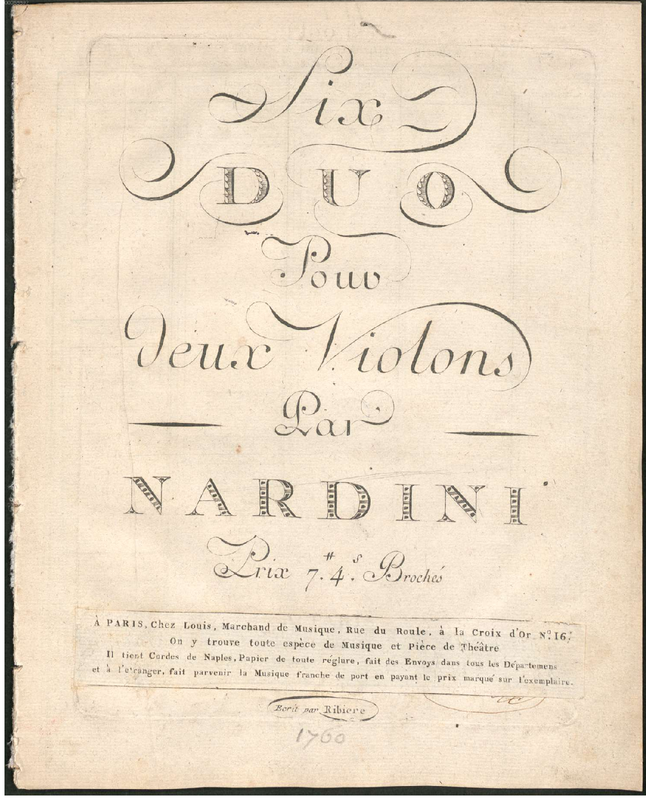 Six
DUO
Pour
deux Violons
Par
NARDINI
Prix 7.# 4.s Brochés
À PARIS, Chez Louis, Marchand de Musique, Rue du Roule, à la Croix d'Or, No. 16.
On y trouve toute espèce de Musique et Pièce de Théâtre
Il tient Cordes de Naples, Papier de toute réglure, fait des Envoys dans tous les Départemens
et à l'etranger, fait parvenir la Musique franche de port en payant le prix marqué sur l'exemplaire.
Ecrit par Ribiere
1760